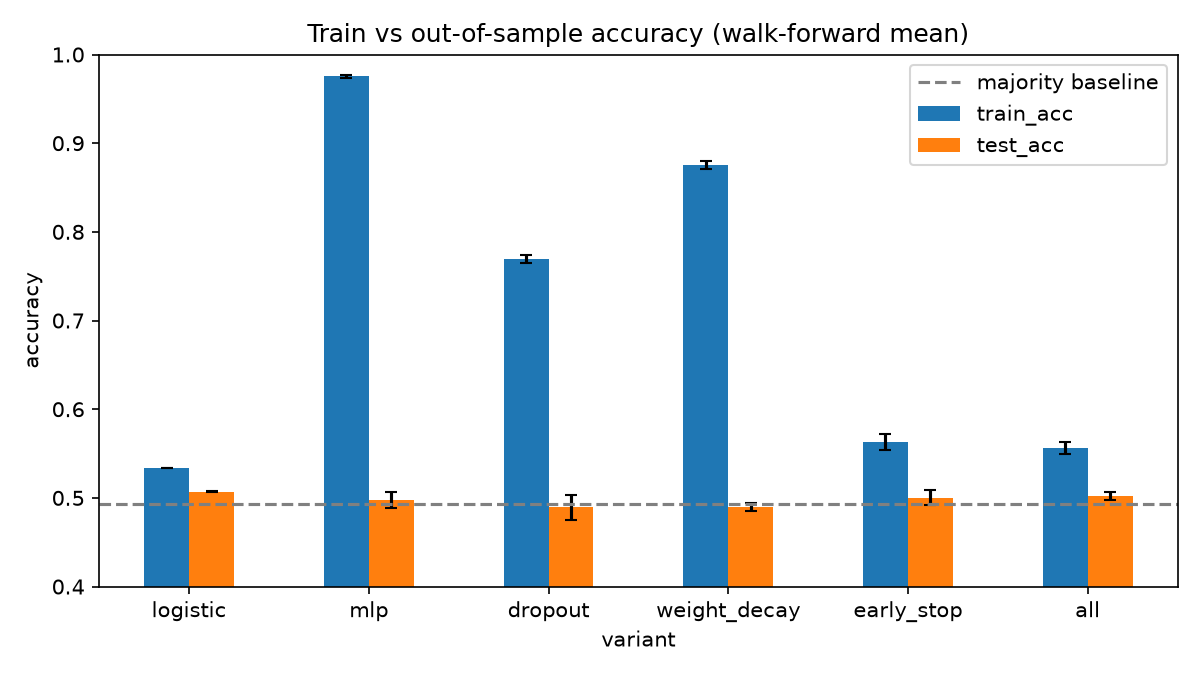 Train vs out-of-sample accuracy (walk-forward mean)
1.0
0.9
0.8
0.7
0.6
0.5
0.4
accuracy
majority baseline
train_acc
test_acc
logistic
mlp
dropout
weight_decay
early_stop
all
variant